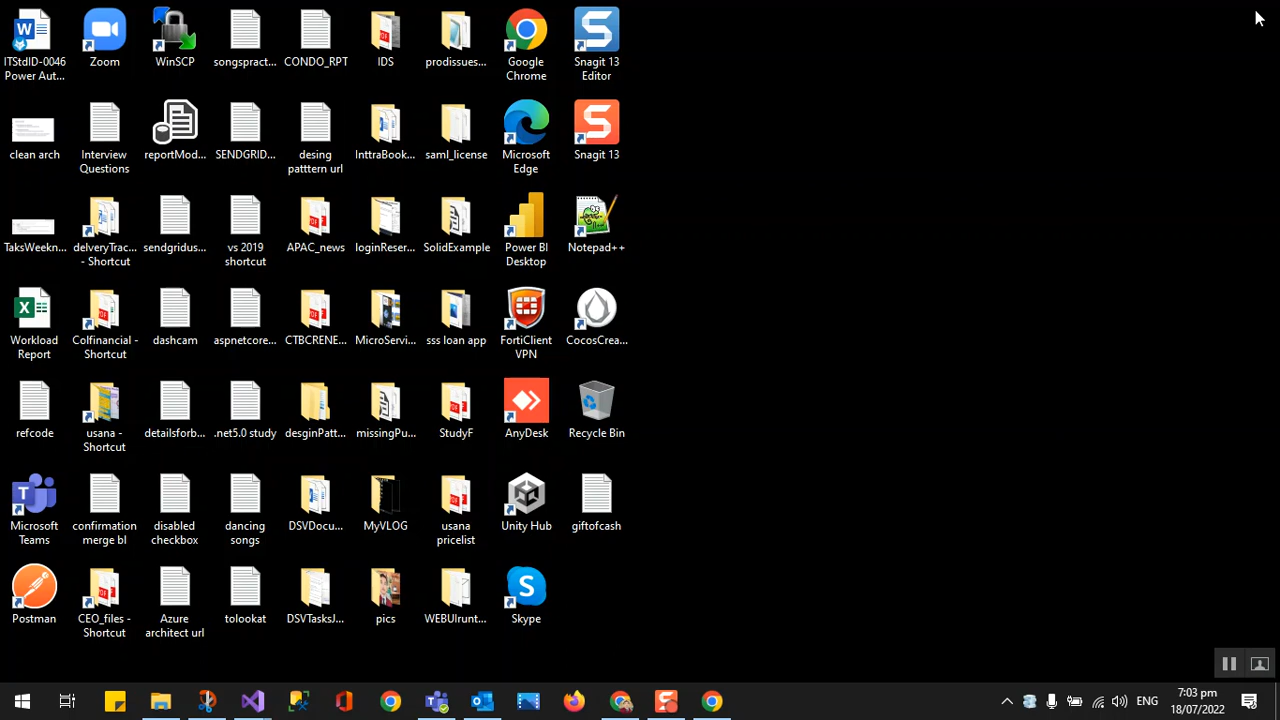 ITStdID-0046
Power Aut...
Zoom
WinSCP
songspract...
CONDO_RPT
IDS
prodissues...
Google
Chrome
Snagit 13
Editor
clean arch
Interview
Questions
reportMod...
SENDGRID...
desing
patttern url
InttraBook...
saml_license
Microsoft
Edge
Snagit 13
TaksWeekn...
delveryTrac...
- Shortcut
sendgridus...
vs 2019
shortcut
APAC_news
loginReser...
SolidExample
Power BI
Desktop
Notepad++
Workload
Report
Colfinancial -
Shortcut
dashcam
aspnetcore...
CTBCRENE...
MicroServi...
sss loan app
FortiClient
VPN
CocosCrea...
refcode
usana -
Shortcut
detailsforb...
.net5.0 study
desginPatt...
missingPu...
StudyF
AnyDesk
Recycle Bin
Microsoft
Teams
confirmation
merge bl
disabled
checkbox
dancing
songs
DSVDocu...
MyVLOG
usana
pricelist
Unity Hub
giftofcash
Postman
CEO_files -
Shortcut
Azure
architect url
tolookat
DSVTasksJ...
pics
WEBUIrunt...
Skype
ENG
7:03 pm
18/07/2022